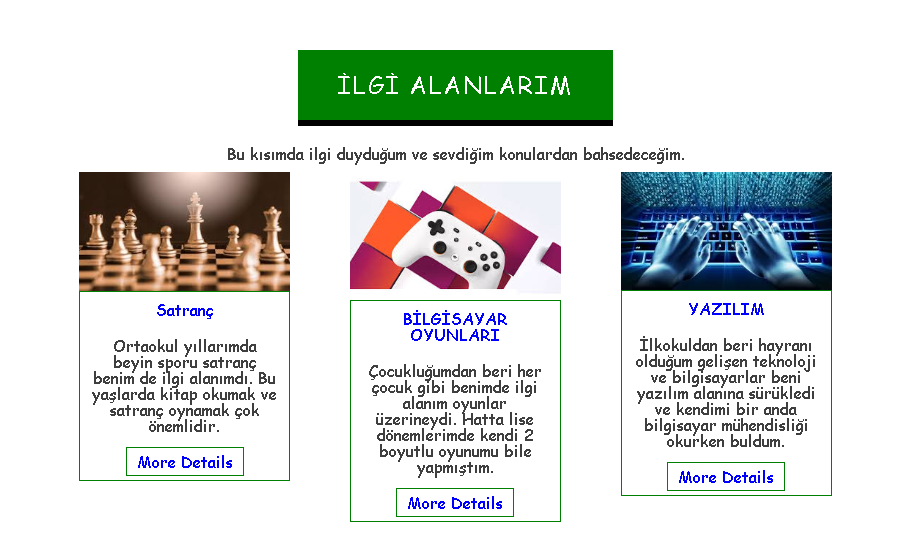 İLGİ ALANLARIM
Bu kısımda ilgi duyduğum ve sevdiğim konulardan bahsedeceğim.
Satranç
Ortaokul yıllarımda
beyin sporu satranç
benim de ilgi alanımdı. Bu
yaşlarda kitap okumak ve
satranç oynamak çok
önemlidir.
More Details
BİLGİSAYAR
OYUNLARI
Çocukluğumdan beri her
çocuk gibi benimde ilgi
alanım oyunlar
üzerineydi. Hatta lise
dönemlerimde kendi 2
boyutlu oyunumu bile
yapmıştım.
More Details
YAZILIM
İlkokuldan beri hayranı
olduğum gelişen teknoloji
ve bilgisayarlar beni
yazılım alanına sürükledi
ve kendimi bir anda
bilgisayar mühendisliği
okurken buldum.
More Details